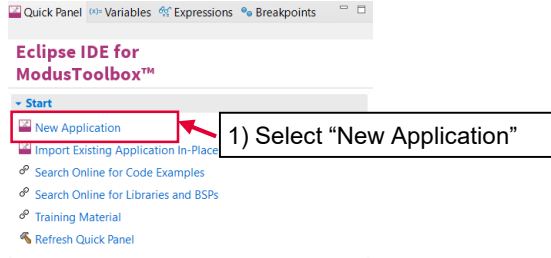 Quick Panel (x)= Variables Expressions Breakpoints
Eclipse IDE for
ModusToolbox™
Start
New Application
1) Select “New Application”
Import Existing Application In-Place
Search Online for Code Examples
Search Online for Libraries and BSPs
Training Material
Refresh Quick Panel